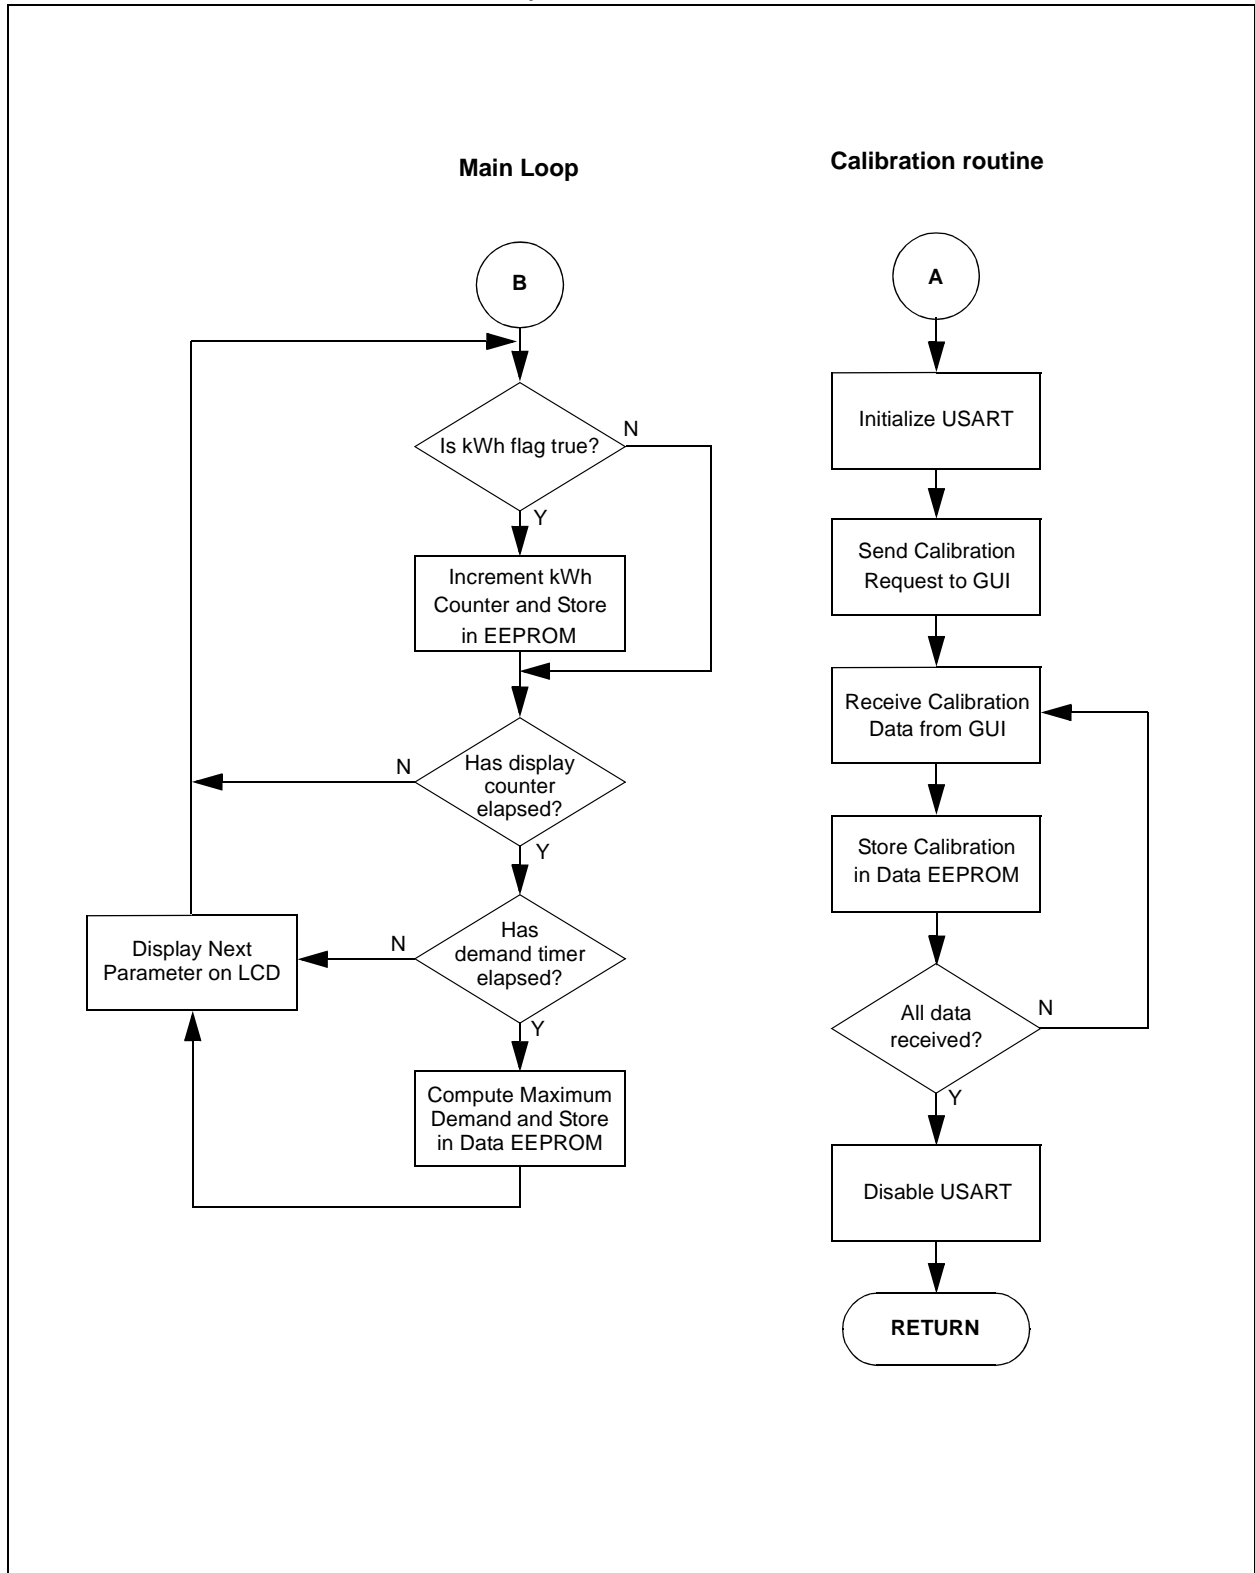 Main Loop
B
Is kWh flag true?
N
Y
Increment kWh
Counter and Store
in EEPROM
Has display
counter
elapsed?
N
Y
Has
demand timer
elapsed?
N
Y
Display Next
Parameter on LCD
Compute Maximum
Demand and Store
in Data EEPROM
Calibration routine
A
Initialize USART
Send Calibration
Request to GUI
Receive Calibration
Data from GUI
Store Calibration
in Data EEPROM
All data
received?
N
Y
Disable USART
RETURN